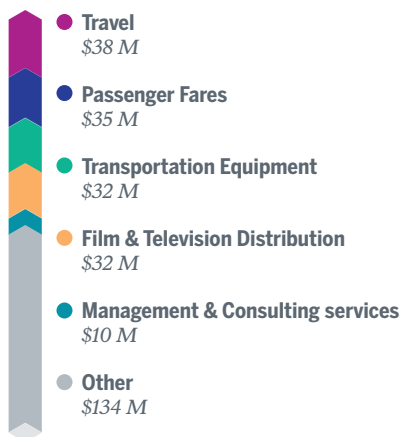 Travel
$38 M
Passenger Fares
$35 M
Transportation Equipment
$32 M
Film & Television Distribution
$32 M
Management & Consulting services
$10 M
Other
$134 M